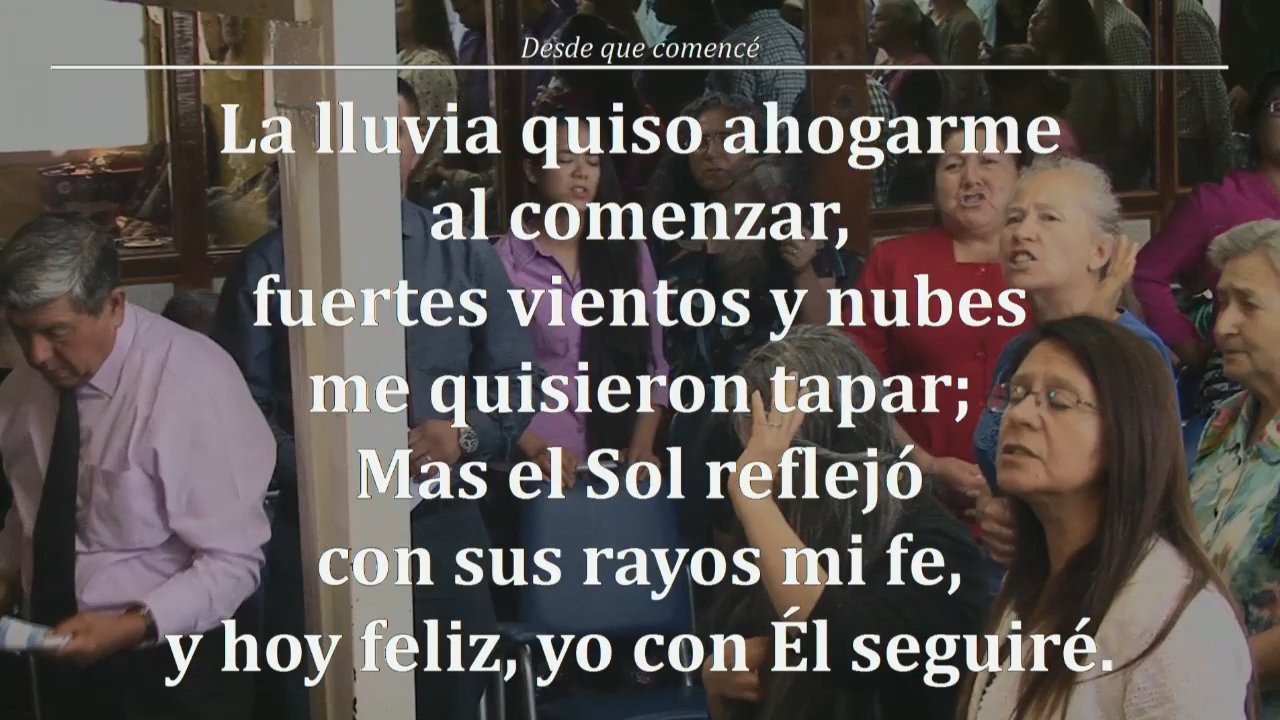 Desde que comencé
La lluvia quiso ahogarme
al comenzar,
fuertes vientos y nubes
me quisieron tapar;
Mas el Sol reflejó
con sus rayos mi fe,
y hoy feliz, yo con Él seguiré.